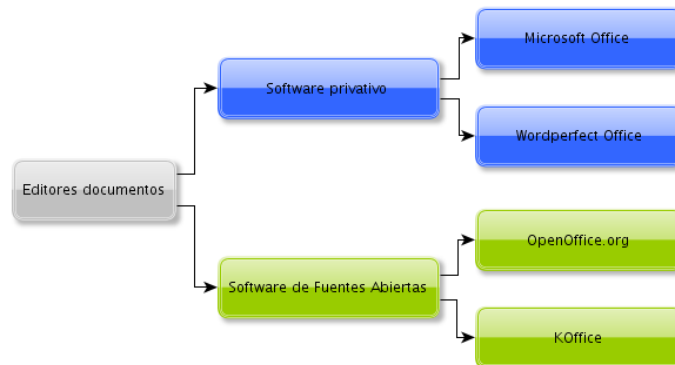 Microsoft Office
Software privativo
Wordperfect Office
Editores documentos
OpenOffice.org
Software de Fuentes Abiertas
KOffice